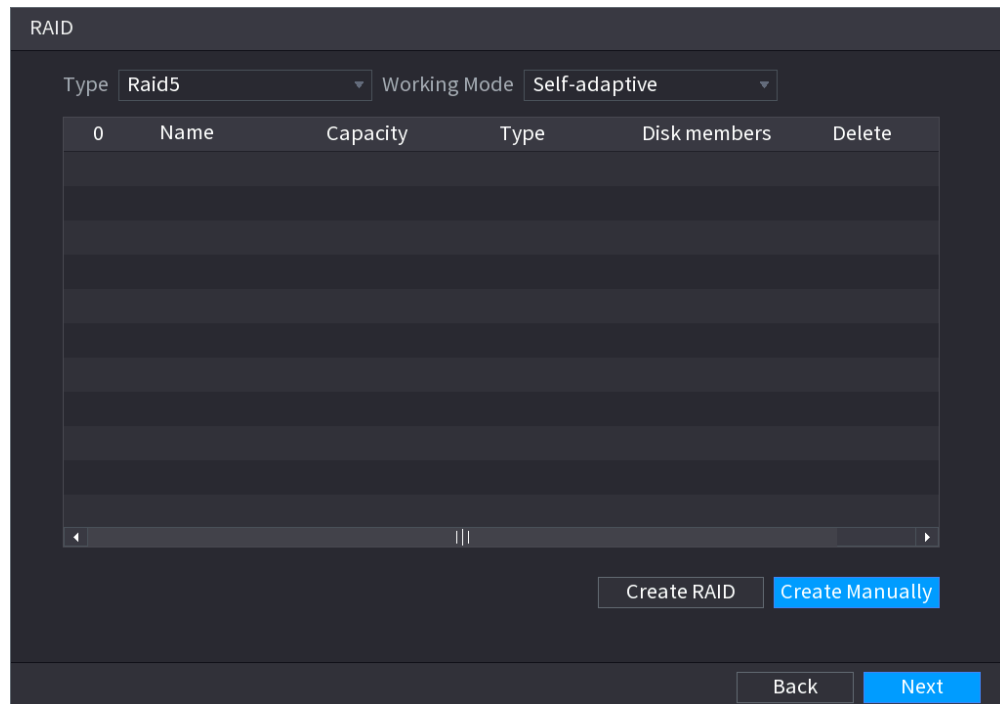 RAID
Type Raid5 Working Mode Self-adaptive
0 Name Capacity Type Disk members Delete
Create RAID Create Manually
Back Next